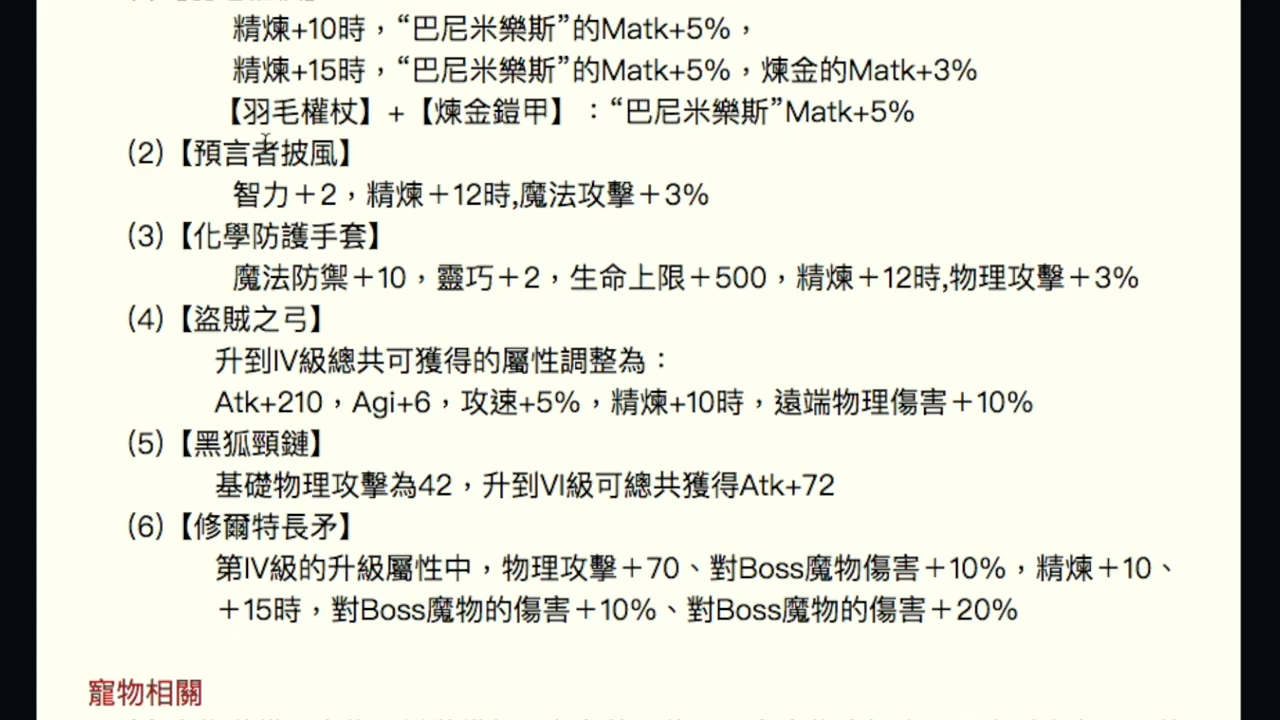 精煉+10時，“巴尼米樂斯”的Matk+5%，
精煉+15時，“巴尼米樂斯”的Matk+5%，煉金的Matk+3%
【羽毛權杖】+【煉金鎧甲】：“巴尼米樂斯”Matk+5%
(2)【預言者披風】
智力＋2，精煉＋12時,魔法攻擊＋3%
(3)【化學防護手套】
魔法防禦＋10，靈巧＋2，生命上限＋500，精煉＋12時,物理攻擊＋3%
(4)【盜賊之弓】
升到IV級總共可獲得的屬性調整為：
Atk+210，Agi+6，攻速+5%，精煉+10時，遠端物理傷害＋10%
(5)【黑狐頸鏈】
基礎物理攻擊為42，升到VI級可總共獲得Atk+72
(6)【修爾特長矛】
第IV級的升級屬性中，物理攻擊＋70、對Boss魔物傷害＋10%，精煉＋10、
＋15時，對Boss魔物的傷害＋10%、對Boss魔物的傷害＋20%
寵物相關